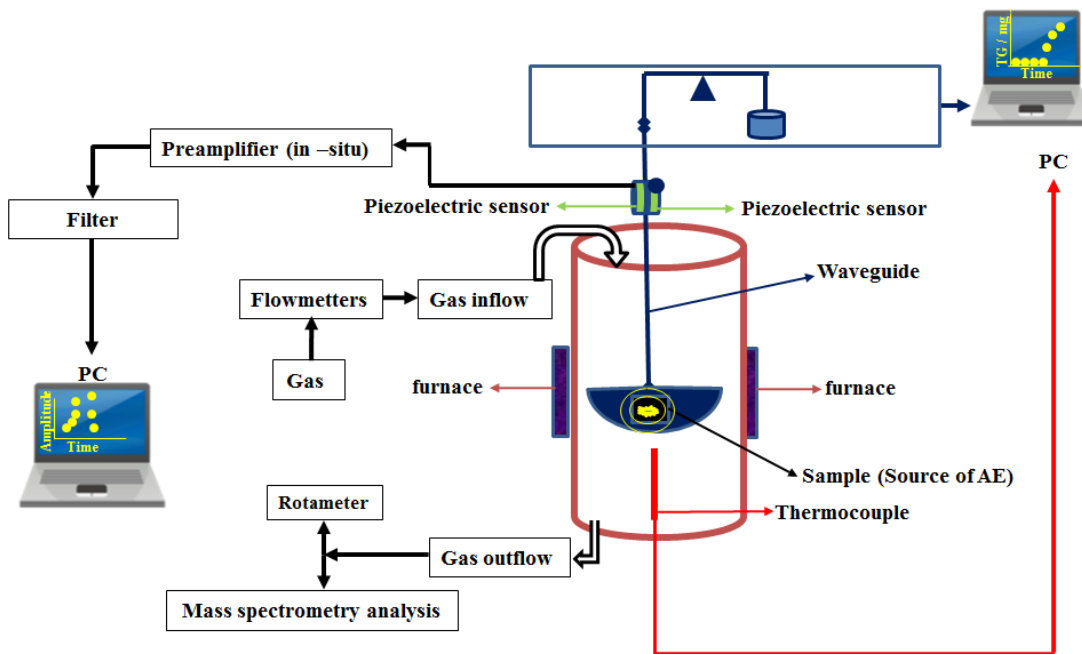 TG / mg
Time
PC
Preamplifier (in –situ)
Piezoelectric sensor
Piezoelectric sensor
Filter
Waveguide
Flowmetters
Gas inflow
Gas
PC
furnace
furnace
Amplitude
Time
Sample (Source of AE)
Rotameter
Thermocouple
Gas outflow
Mass spectrometry analysis